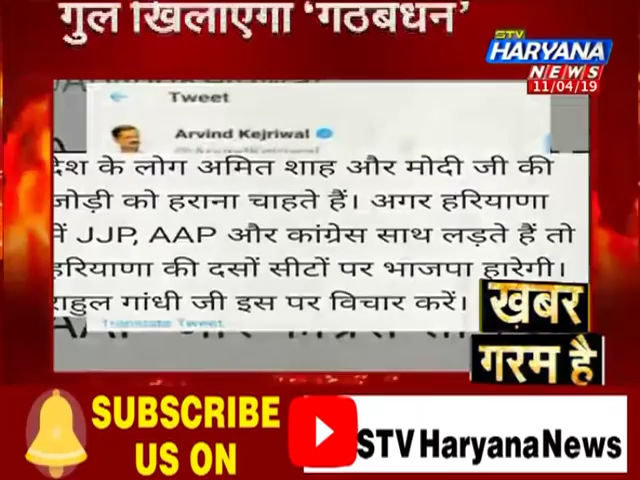 गुल खिलाएगा ‘गठबंधन’
STV
HARYANA
NEWS
11/04/19
Tweet
Arvind Kejriwal
@ArvindKejriwal
देश के लोग अमित शाह और मोदी जी की
जोड़ी को हराना चाहते हैं। अगर हरियाणा
में JJP, AAP और कांग्रेस साथ लड़ते हैं तो
हरियाणा की दसों सीटों पर भाजपा हारेगी।
राहुल गांधी जी इस पर विचार करें।
Translate Tweet
ख़बर
गरम है
SUBSCRIBE
US ON
STV HaryanaNews